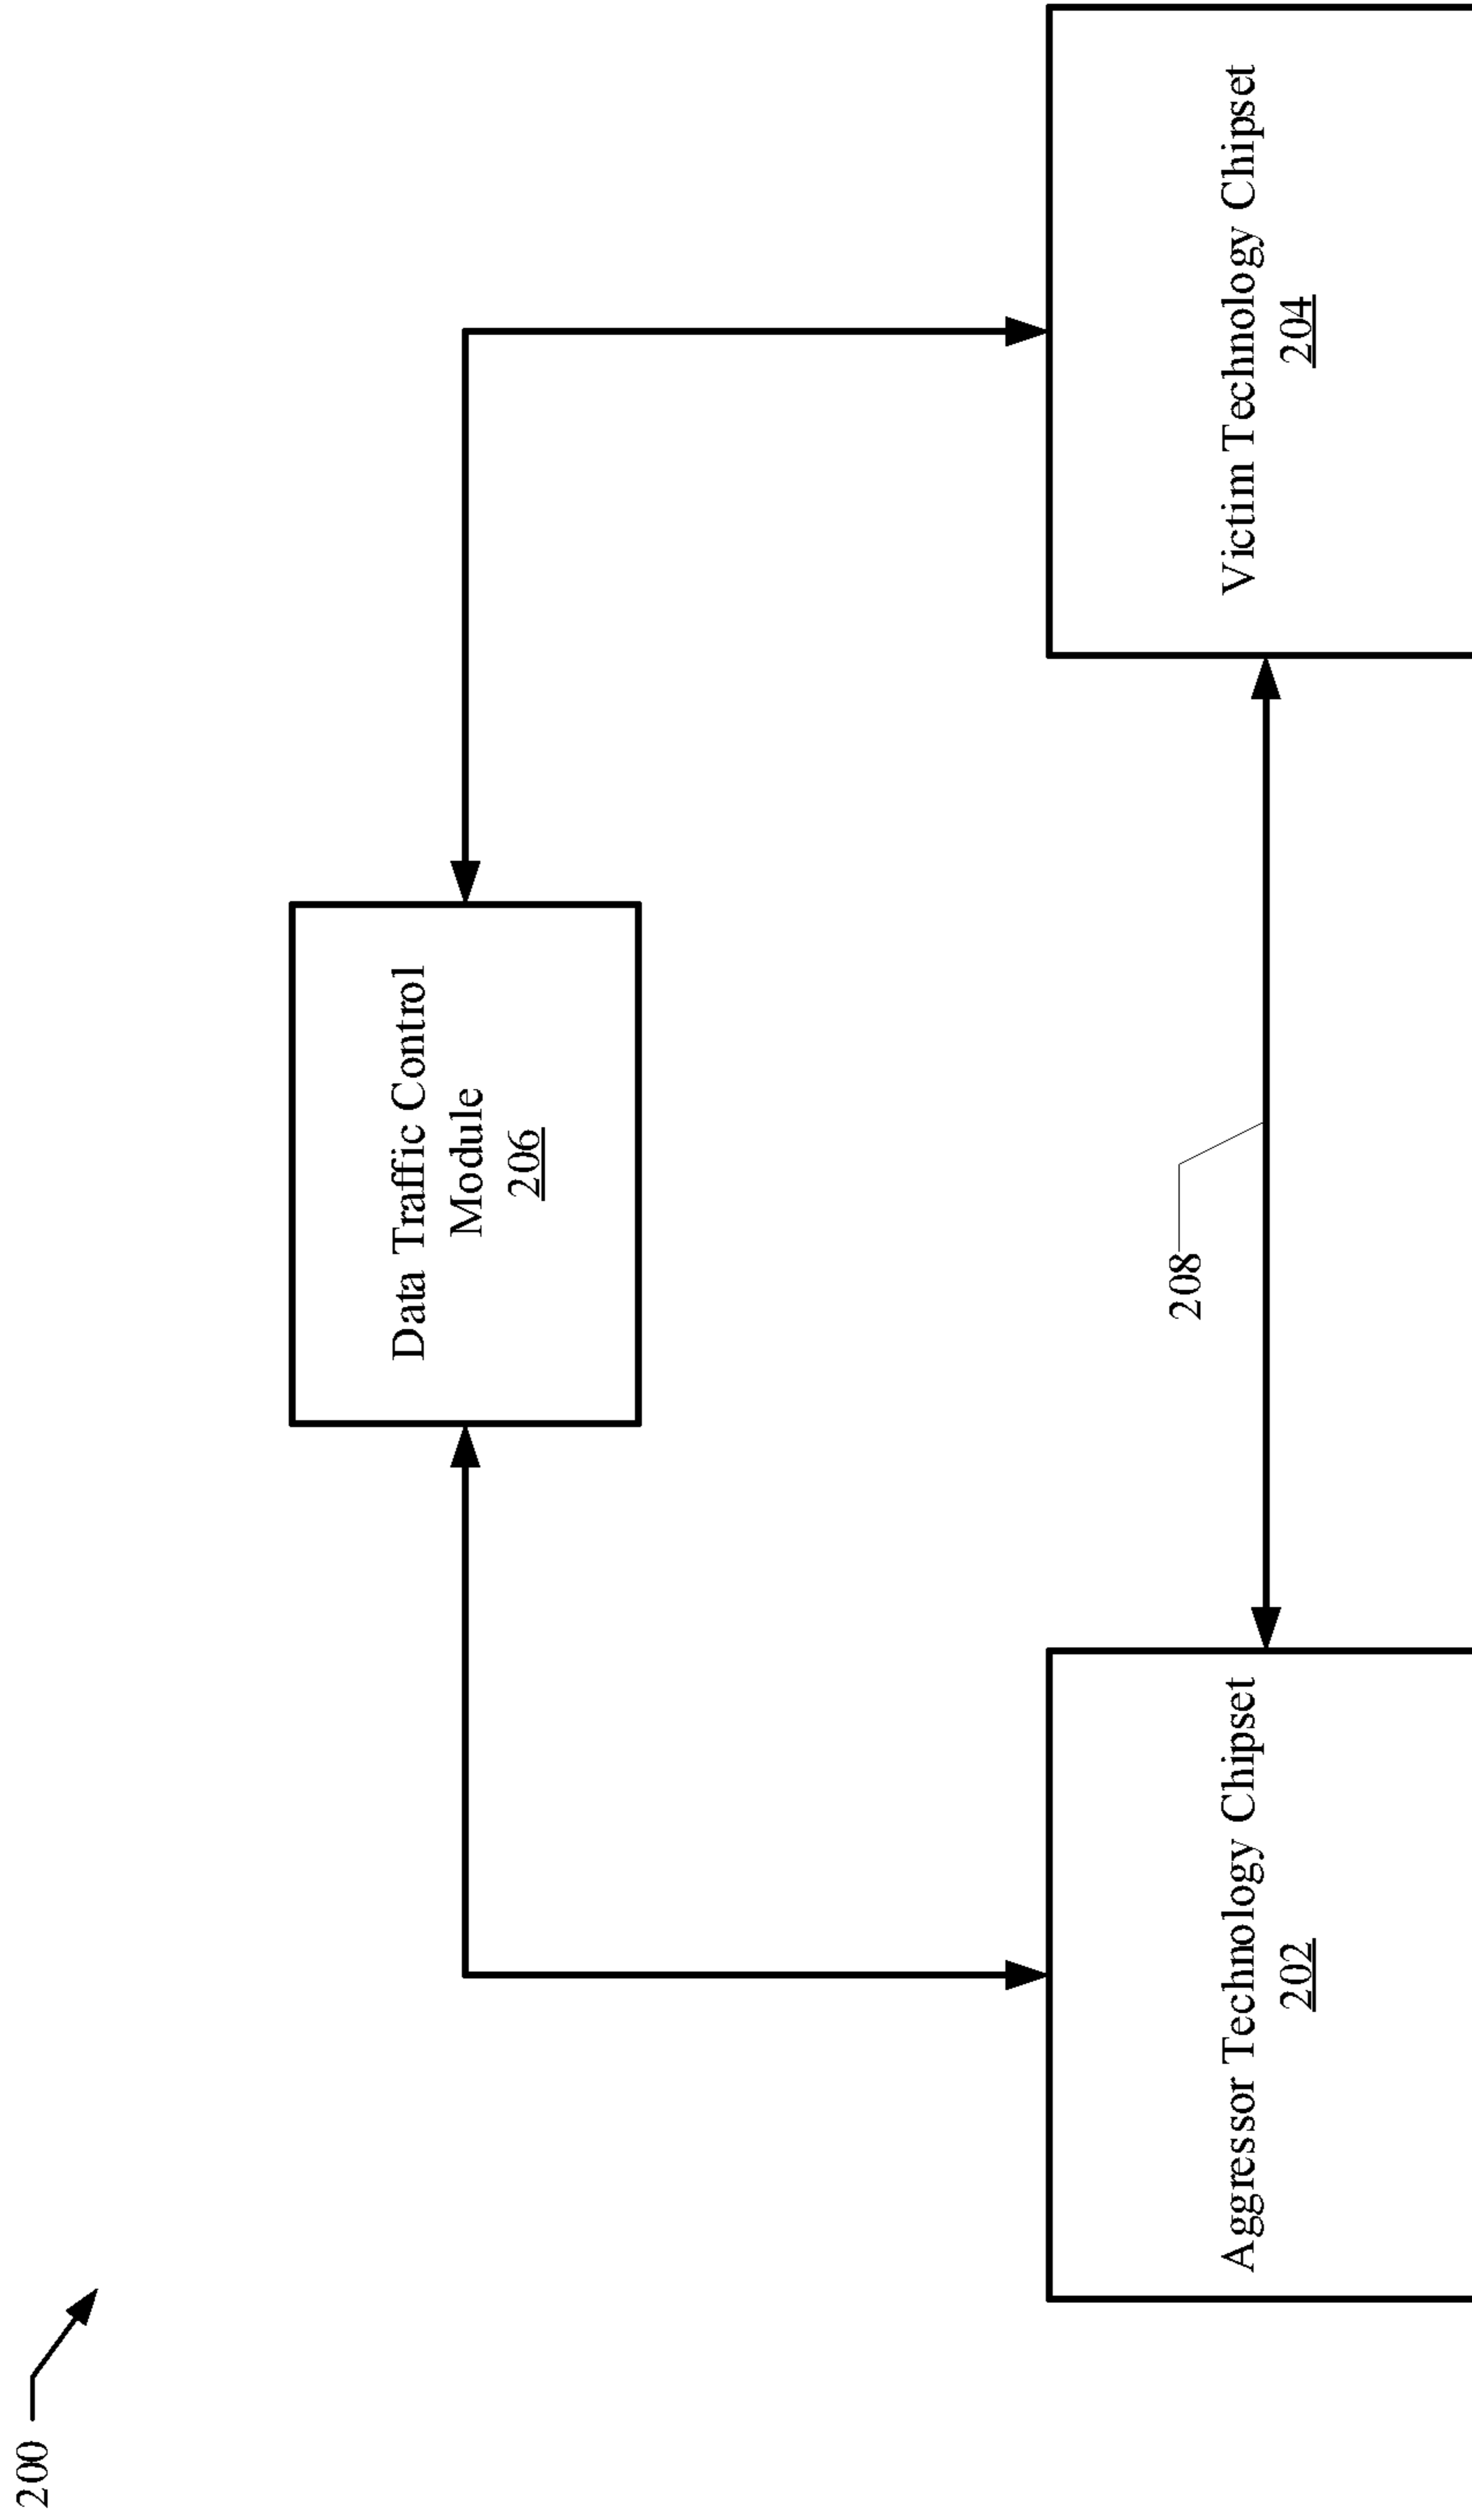 200
Data Traffic Control
Module
206
208
Aggressor Technology Chipset
202
Victim Technology Chipset
204